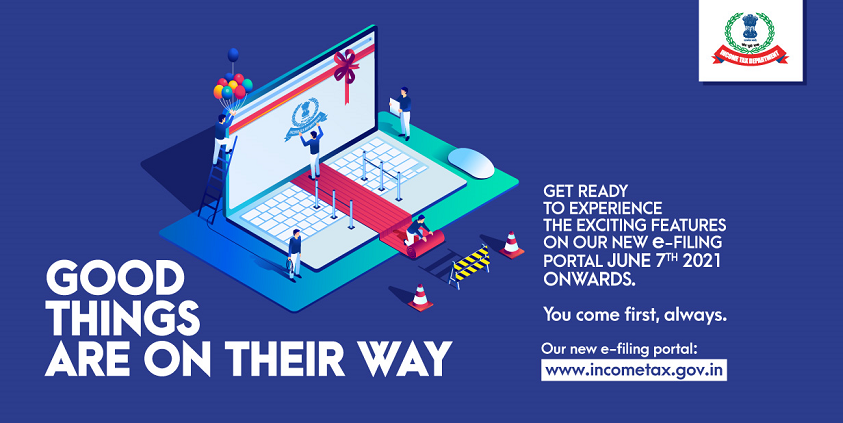 INCOME TAX DEPARTMENT
GET READY
TO EXPERIENCE
THE EXCITING FEATURES
ON OUR NEW e-FILING
PORTAL JUNE 7TH 2021
ONWARDS.
GOOD
THINGS
ARE ON THEIR WAY
You come first, always.
Our new e-filing portal:
www.incometax.gov.in